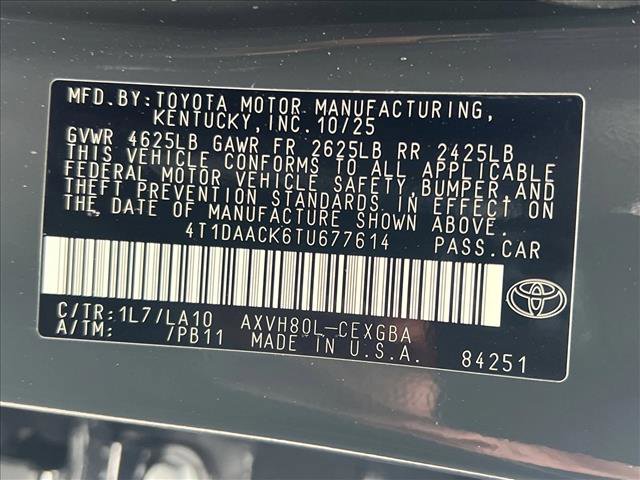 MFD. BY: TOYOTA MOTOR MANUFACTURING,
KENTUCKY, INC. 10/25
GVWR 4625LB GAWR FR 2625LB RR 2425LB
THIS VEHICLE CONFORMS TO ALL APPLICABLE
FEDERAL MOTOR VEHICLE SAFETY, BUMPER AND
THEFT PREVENTION STANDARDS IN EFFECT ON
THE DATE OF MANUFACTURE SHOWN ABOVE.
4T1DAACK6TU677614 PASS.CAR
C/TR: 1L7/LA10 AXVH80L-CEXGBA
A/TM: /PB11 MADE IN U.S.A. 84251